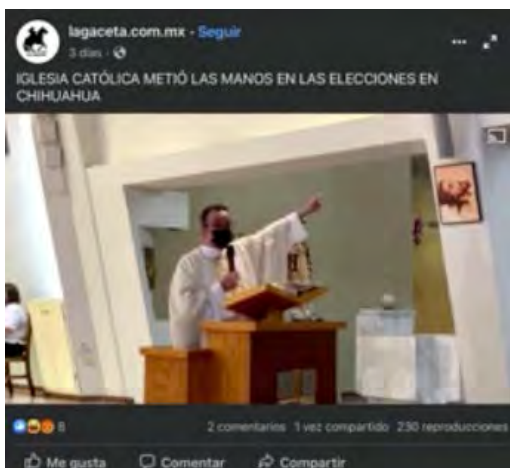 lagaceta.com.mx · Seguir
3 días ·
IGLESIA CATÓLICA METIÓ LAS MANOS EN LAS ELECCIONES EN
CHIHUAHUA
8
2 comentarios 1 vez compartido 230 reproducciones
Me gusta Comentar Compartir